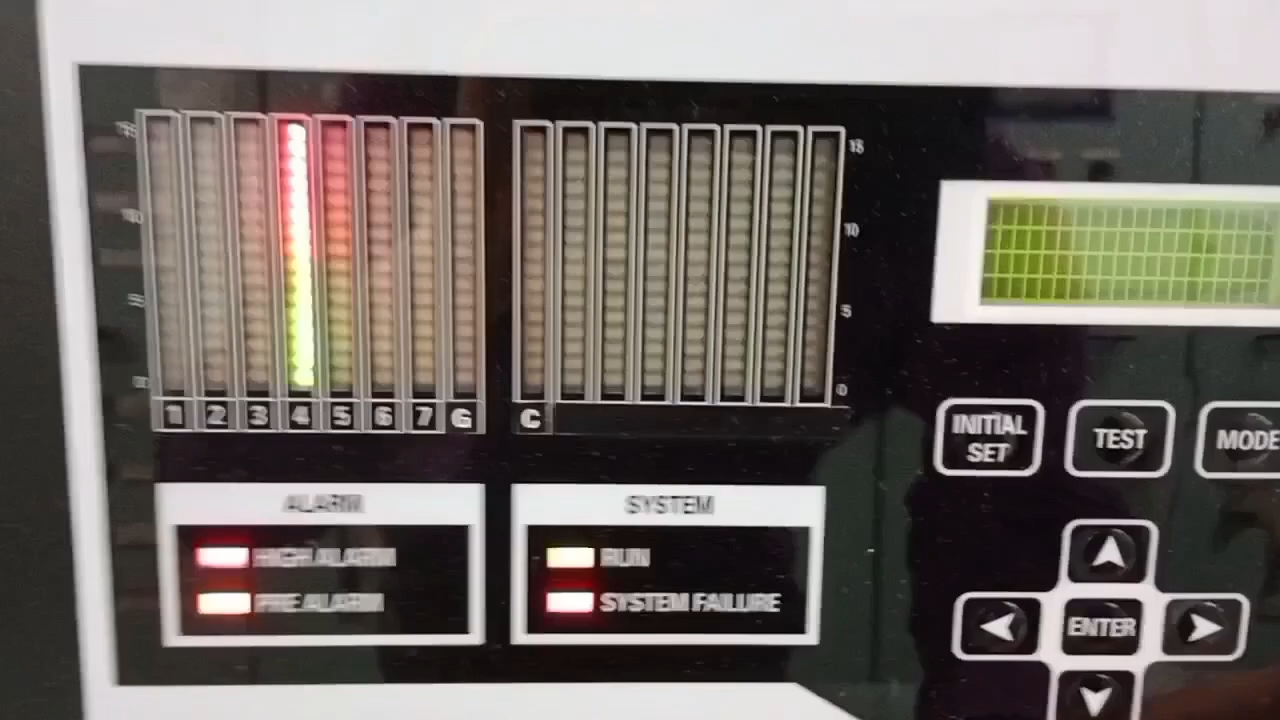 15
10
5
0
1 2 3 4 5 6 7 G
C
INITIAL
SET
TEST
MODE
ALARM
HIGH ALARM
PRE ALARM
SYSTEM
RUN
SYSTEM FAILURE
ENTER